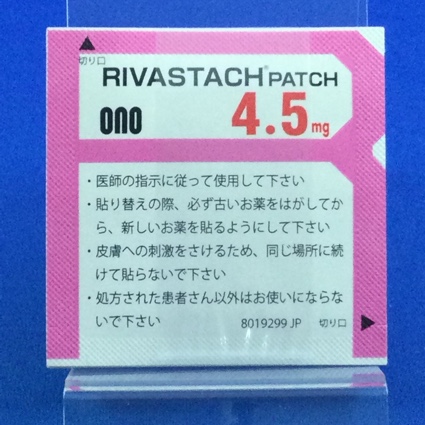 切り口
RIVASTACH® PATCH
ono 4.5mg
・医師の指示に従って使用して下さい
・貼り替えの際、必ず古いお薬をはがしてか
ら、新しいお薬を貼るようにして下さい
・皮膚への刺激をさけるため、同じ場所に続
けて貼らないで下さい
・処方された患者さん以外はお使いにならな
いで下さい
8019299 JP 切り口